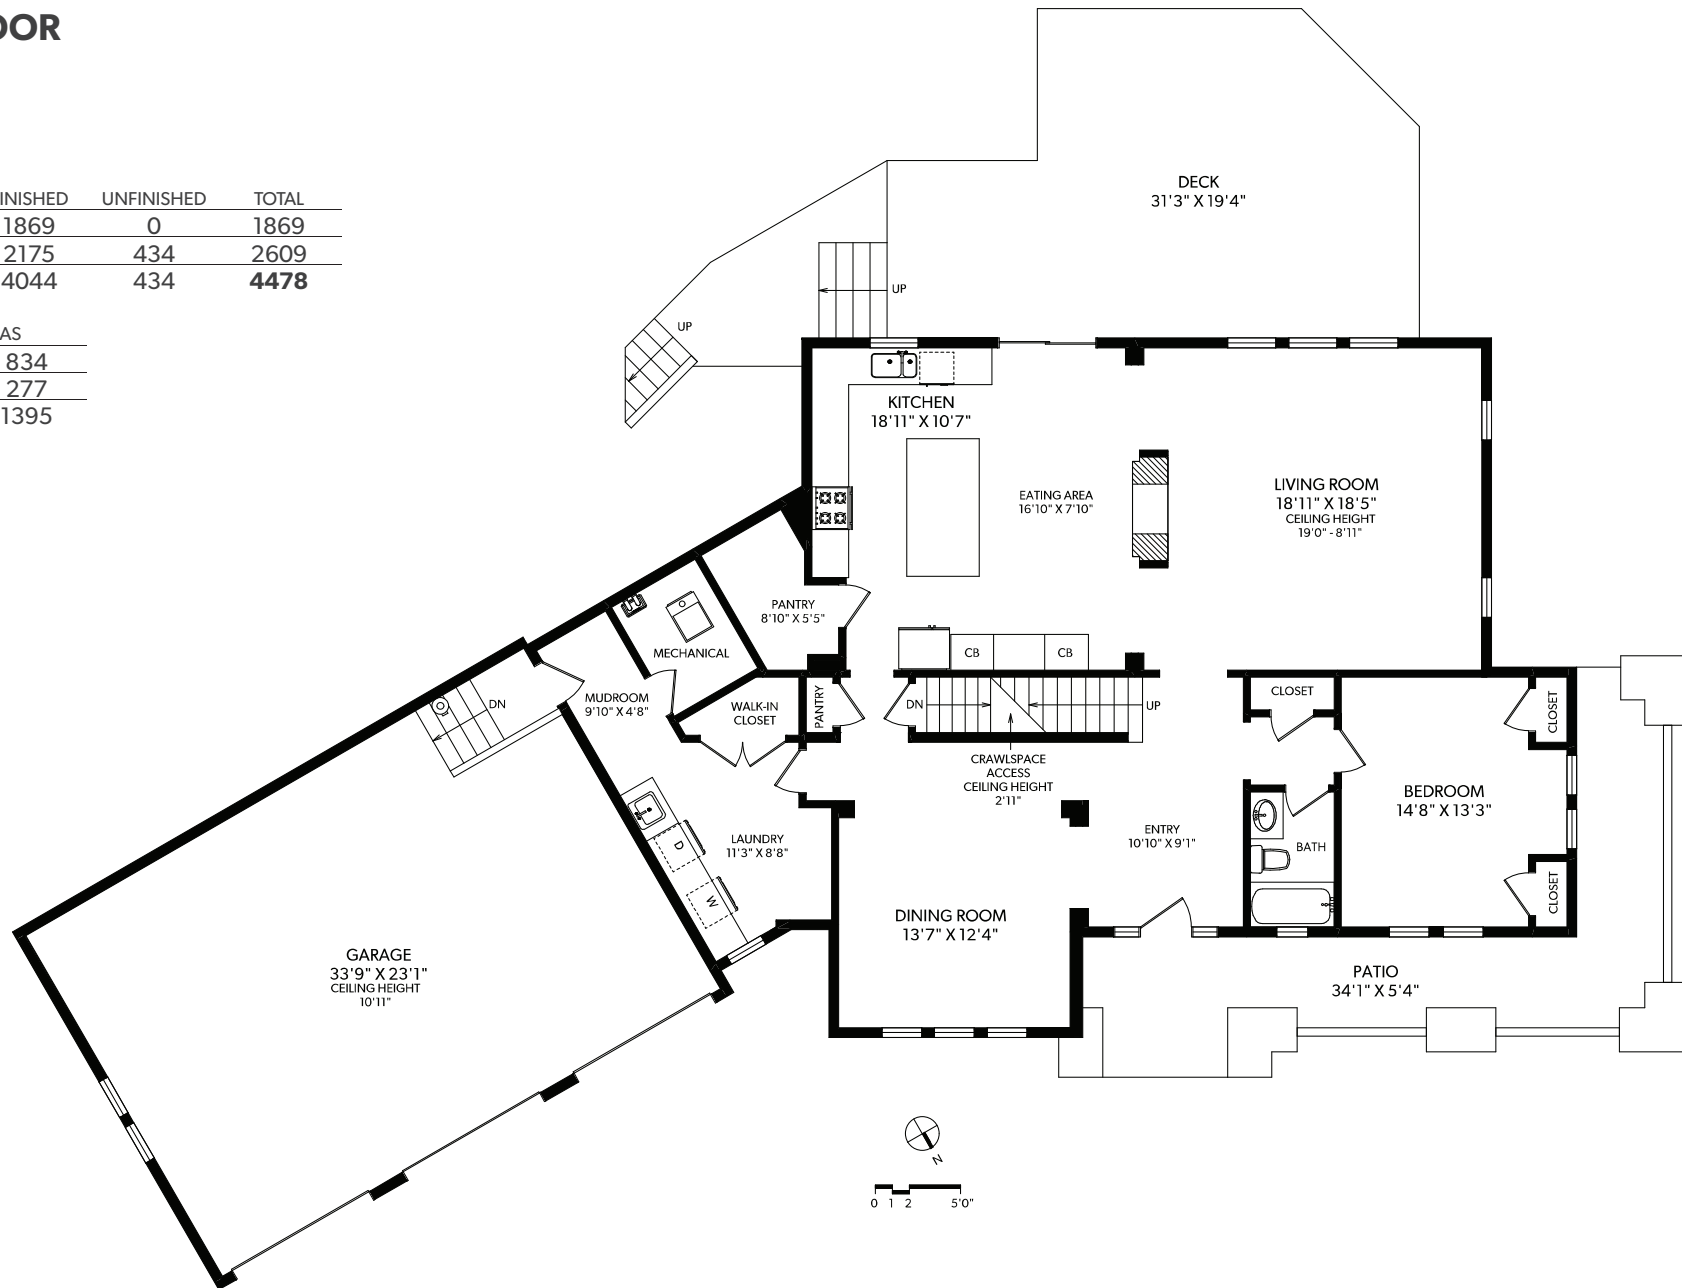 OOR
INISHED UNFINISHED TOTAL
1869 0 1869
2175 434 2609
4044 434 4478
AS
834
277
1395
DECK
31'3" X 19'4"
UP
UP
KITCHEN
18'11" X 10'7"
EATING AREA
16'10" X 7'10"
LIVING ROOM
18'11" X 18'5"
CEILING HEIGHT
19'0" - 8'11"
PANTRY
8'10" X 5'5"
MECHANICAL
CB
CB
MUDROOM
9'10" X 4'8"
DN
WALK-IN
CLOSET
PANTRY
DN
UP
CLOSET
CLOSET
CRAWLSPACE
ACCESS
CEILING HEIGHT
2'11"
BEDROOM
14'8" X 13'3"
ENTRY
10'10" X 9'1"
BATH
LAUNDRY
11'3" X 8'8"
D
W
CLOSET
DINING ROOM
13'7" X 12'4"
GARAGE
33'9" X 23'1"
CEILING HEIGHT
10'11"
PATIO
34'1" X 5'4"
N
0 1 2 5'0"